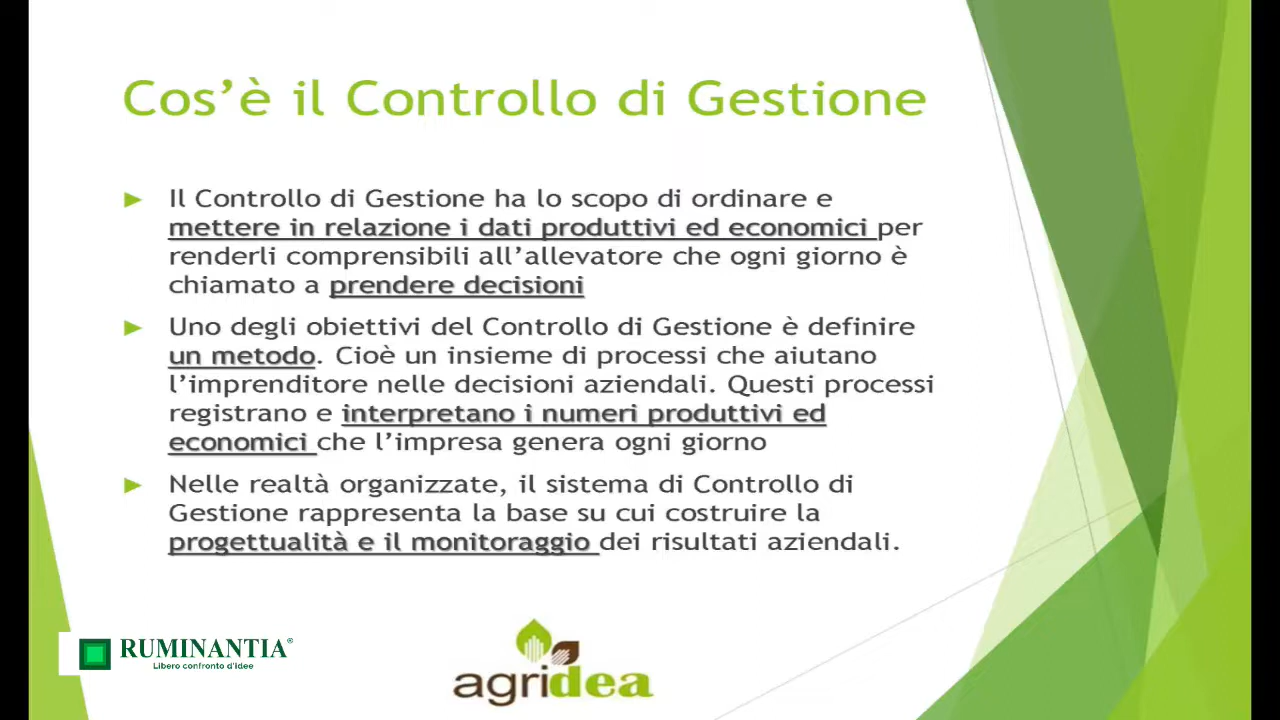 Cos’è il Controllo di Gestione
Il Controllo di Gestione ha lo scopo di ordinare e
mettere in relazione i dati produttivi ed economici per
renderli comprensibili all’allevatore che ogni giorno è
chiamato a prendere decisioni
Uno degli obiettivi del Controllo di Gestione è definire
un metodo. Cioè un insieme di processi che aiutano
l’imprenditore nelle decisioni aziendali. Questi processi
registrano e interpretano i numeri produttivi ed
economici che l’impresa genera ogni giorno
Nelle realtà organizzate, il sistema di Controllo di
Gestione rappresenta la base su cui costruire la
progettualità e il monitoraggio dei risultati aziendali.
RUMINANTIA®
Libero confronto d'idee
agridea